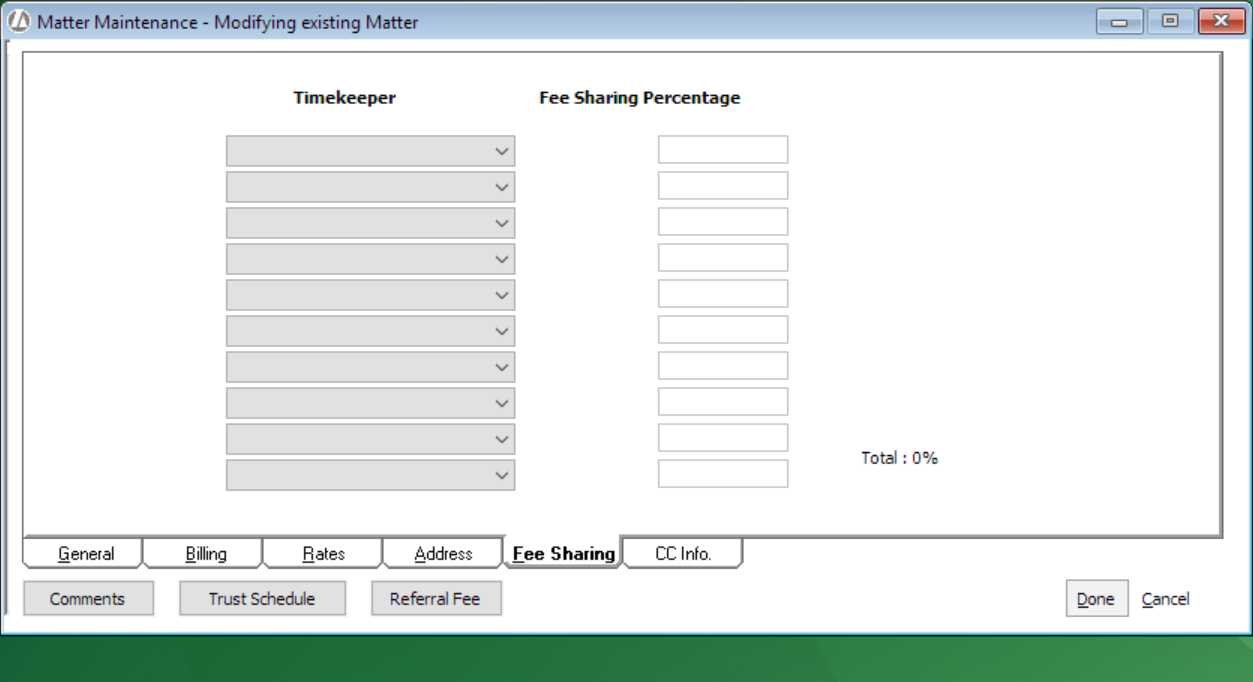 Matter Maintenance - Modifying existing Matter
Timekeeper Fee Sharing Percentage
Total : 0%
General Billing Rates Address Fee Sharing CC Info.
Comments Trust Schedule Referral Fee Done Cancel